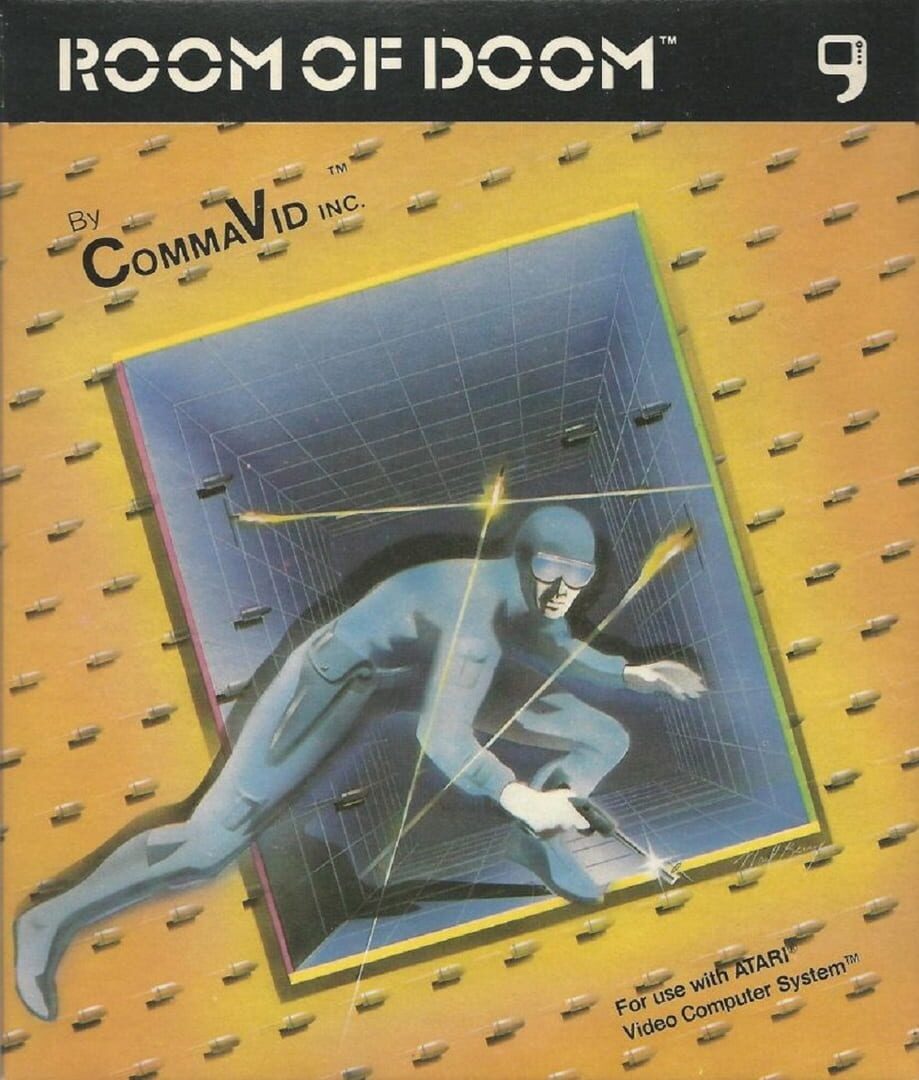 ROOM OF DOOM™
By
COMMAVID INC.™
For use with ATARI®
Video Computer System™